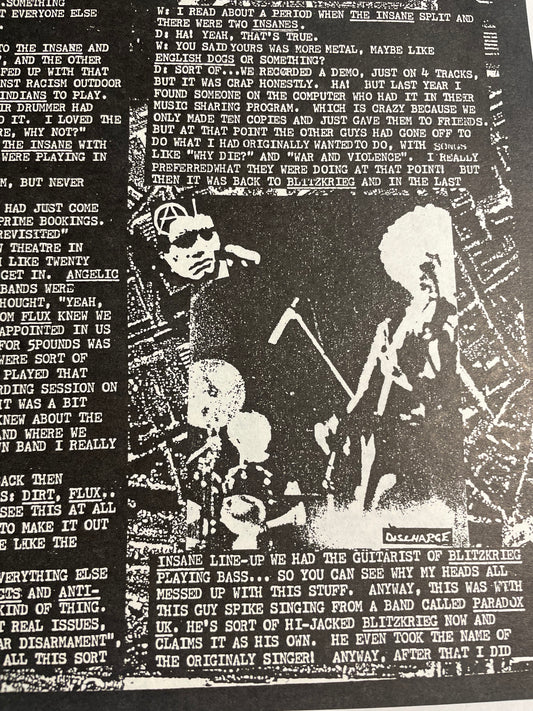 ..SOMETHING
T EVERYONE ELSE
TO THE INSANE AND
", AND THE OTHER
FED UP WITH THAT
NST RACISM OUTDOOR
INDIANS TO PLAY.
IR DRUMMER HAD
D IT. I LOVED THE
RE, WHY NOT?"
THE INSANE WITH
WERE PLAYING IN
M, BUT NEVER
HAD JUST COME
PRIME BOOKINGS.
REVISITED"
W THEATRE IN
H LIKE TWENTY
GET IN. ANGELIC
BANDS WERE
HOUGHT, "YEAH,
OM FLUX KNEW WE
APPOINTED IN US
FOR 5POUNDS WAS
WERE SORT OF
PLAYED THAT
RDING SESSION ON
IT WAS A BIT
KNEW ABOUT THE
AND WHERE WE
WN BAND I REALLY
BACK THEN
S: DIRT, FLUX..
SEE THIS AT ALL
TO MAKE IT OUT
E LIKE THE
EVERYTHING ELSE
CTS AND ANTI-
KIND OF THING.
T REAL ISSUES,
AR DISARMAMENT",
ALL THIS SORT
W: I READ ABOUT A PERIOD WHEN THE INSANE SPLIT AND
THERE WERE TWO INSANES.
D: HA! YEAH, THAT'S TRUE.
W: YOU SAID YOURS WAS MORE METAL, MAYBE LIKE
ENGLISH DOGS OR SOMETHING?
D: SORT OF...WE RECORDED A DEMO, JUST ON 4 TRACKS,
BUT IT WAS CRAP HONESTLY. HA! BUT LAST YEAR I
FOUND SOMEONE ON THE COMPUTER WHO HAD IT IN THEIR
MUSIC SHARING PROGRAM. WHICH IS CRAZY BECAUSE WE
ONLY MADE TEN COPIES AND JUST GAVE THEM TO FRIENDS.
BUT AT THAT POINT THE OTHER GUYS HAD GONE OFF TO
DO WHAT I HAD ORIGINALLY WANTED TO DO, WITH SONGS
LIKE "WHY DIE?" AND "WAR AND VIOLENCE". I REALLY
PREFERRED WHAT THEY WERE DOING AT THAT POINT! BUT
THEN IT WAS BACK TO BLITZKRIEG AND IN THE LAST
DISCHARGE
INSANE LINE-UP WE HAD THE GUITARIST OF BLITZKRIEG
PLAYING BASS... SO YOU CAN SEE WHY MY HEADS ALL
MESSED UP WITH THIS STUFF. ANYWAY, THIS WAS WITH
THIS GUY SPIKE SINGING FROM A BAND CALLED PARADOX
UK. HE'S SORT OF HI-JACKED BLITZKRIEG NOW AND
CLAIMS IT AS HIS OWN. HE EVEN TOOK THE NAME OF
THE ORIGINALY SINGER! ANYWAY, AFTER THAT I DID